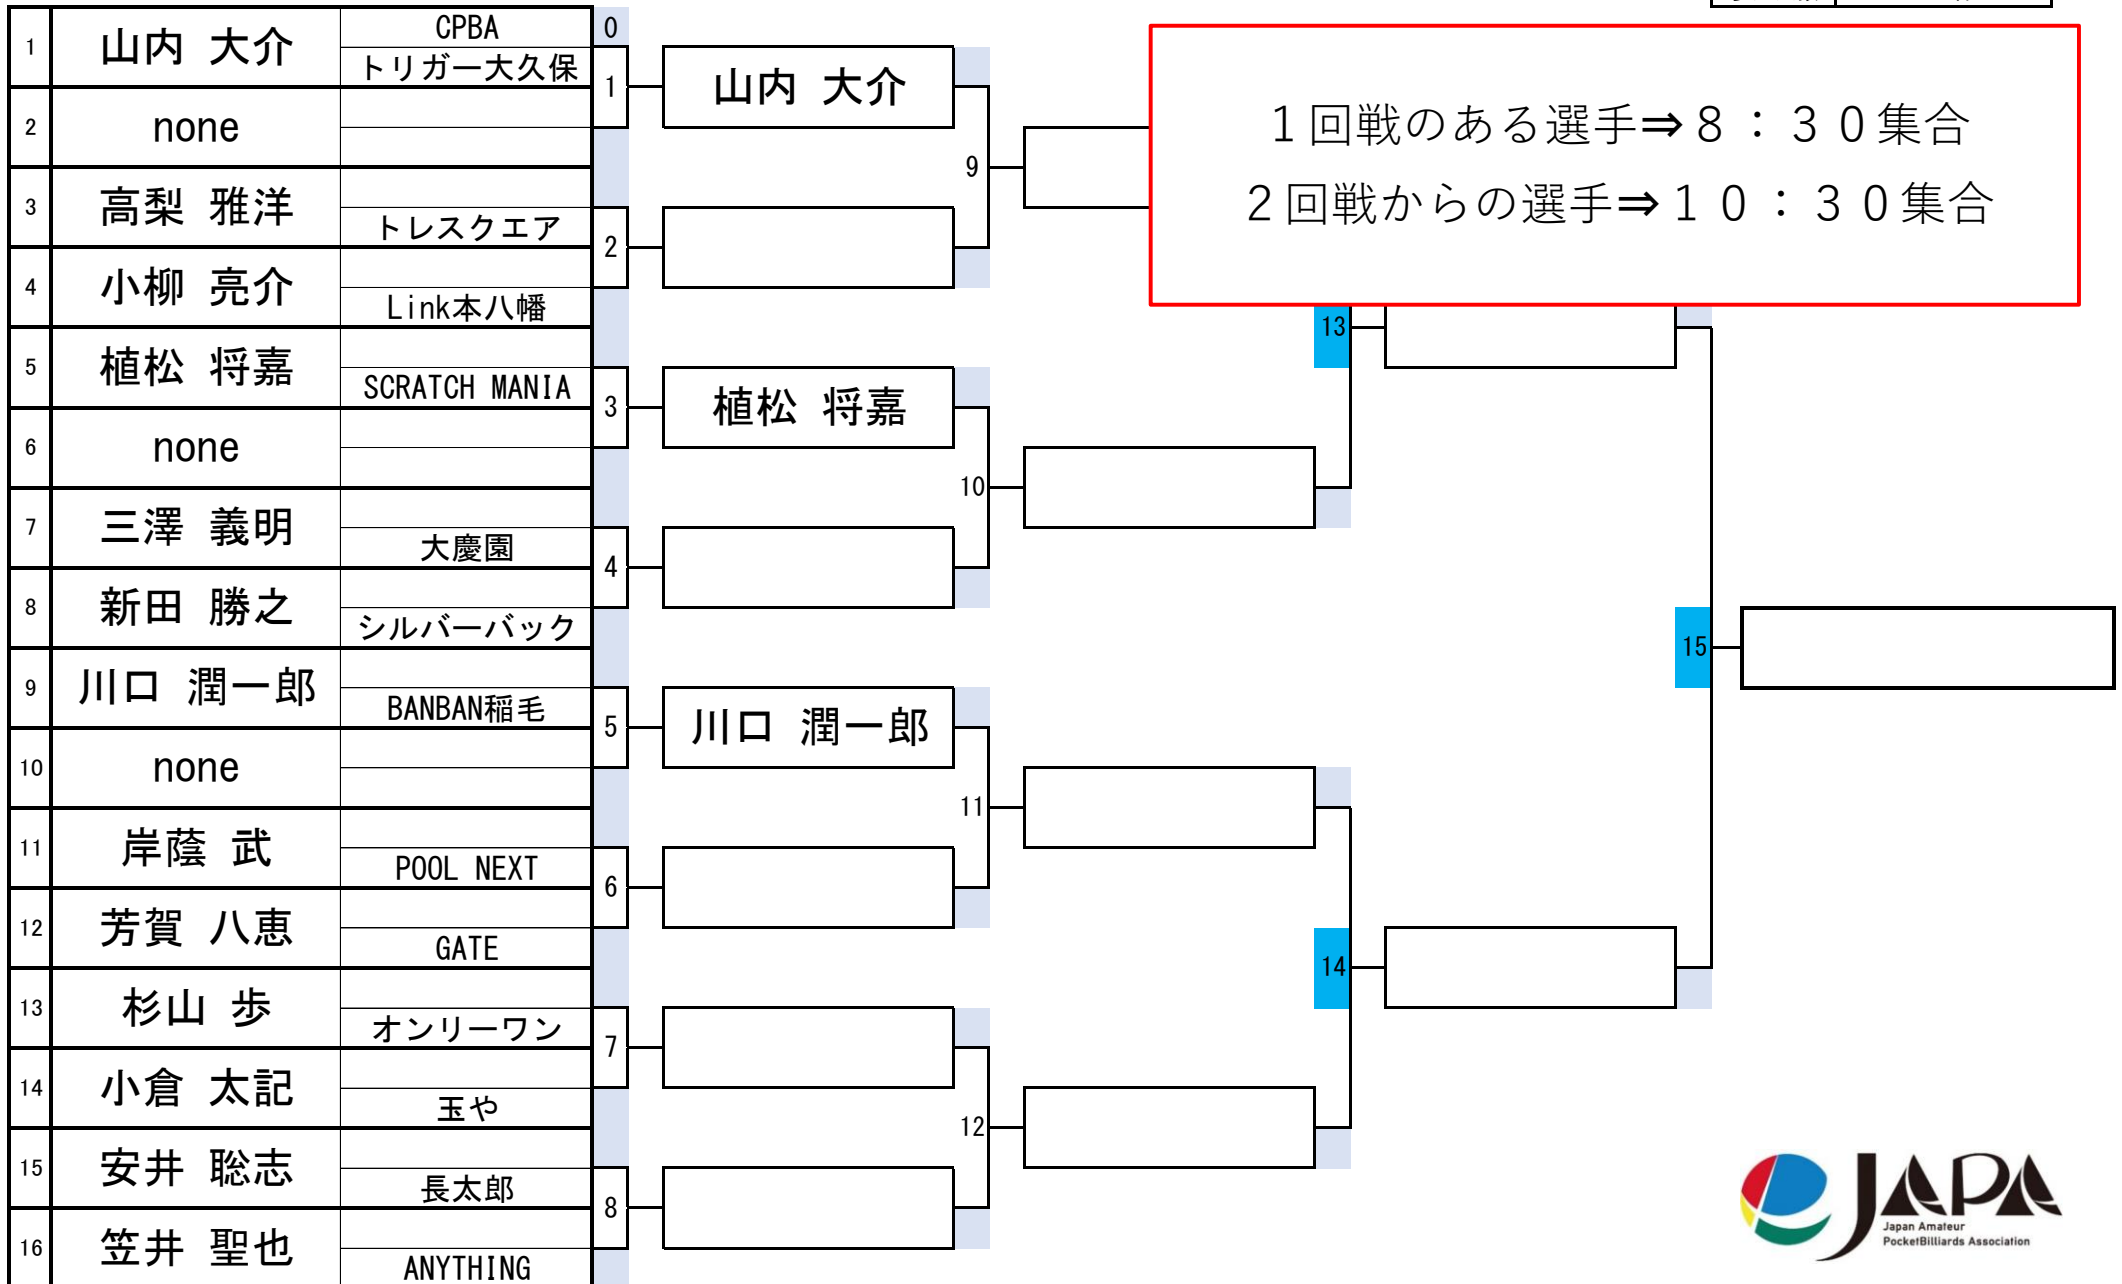 1 山内 大介 CPBA 0
トリガー大久保
1 山内 大介
2 none
9
3 高梨 雅洋
トレスクエア
2
4 小柳 亮介
Link本八幡
1回戦のある選手⇒8：30集合
2回戦からの選手⇒10：30集合
13
5 植松 将嘉
SCRATCH MANIA
3 植松 将嘉
6 none
10
7 三澤 義明
大慶園
4
8 新田 勝之
シルバーバック
15
9 川口 潤一郎
BANBAN稲毛
5 川口 潤一郎
10 none
11
11 岸蔭 武
POOL NEXT
6
12 芳賀 八恵
GATE
14
13 杉山 歩
オンリーワン
7
14 小倉 太記
玉や
12
15 安井 聡志
長太郎
8
16 笠井 聖也
ANYTHING
JAPA
Japan Amateur
PocketBilliards Association